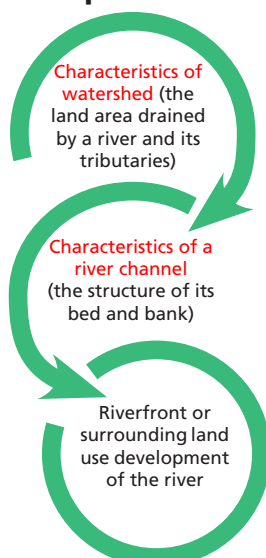 Characteristics of
watershed (the
land area drained
by a river and its
tributaries)
Characteristics of a
river channel
(the structure of its
bed and bank)
Riverfront or
surrounding land
use development
of the river